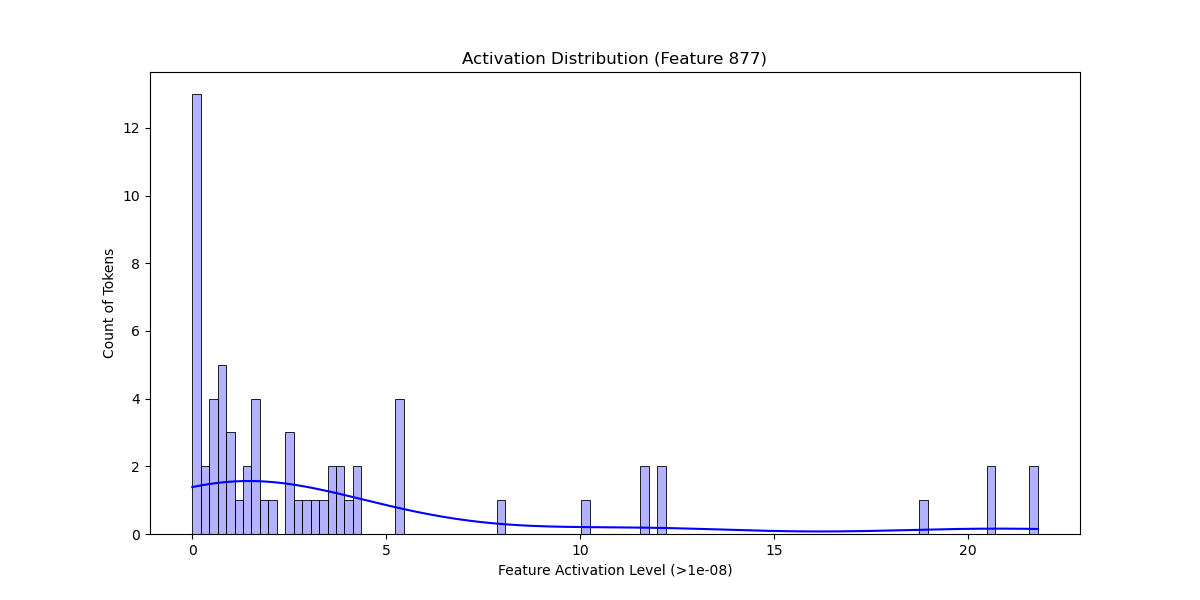 Activation Distribution (Feature 877)
Count of Tokens
12
10
8
6
4
2
0
0 5 10 15 20
Feature Activation Level (>1e-08)